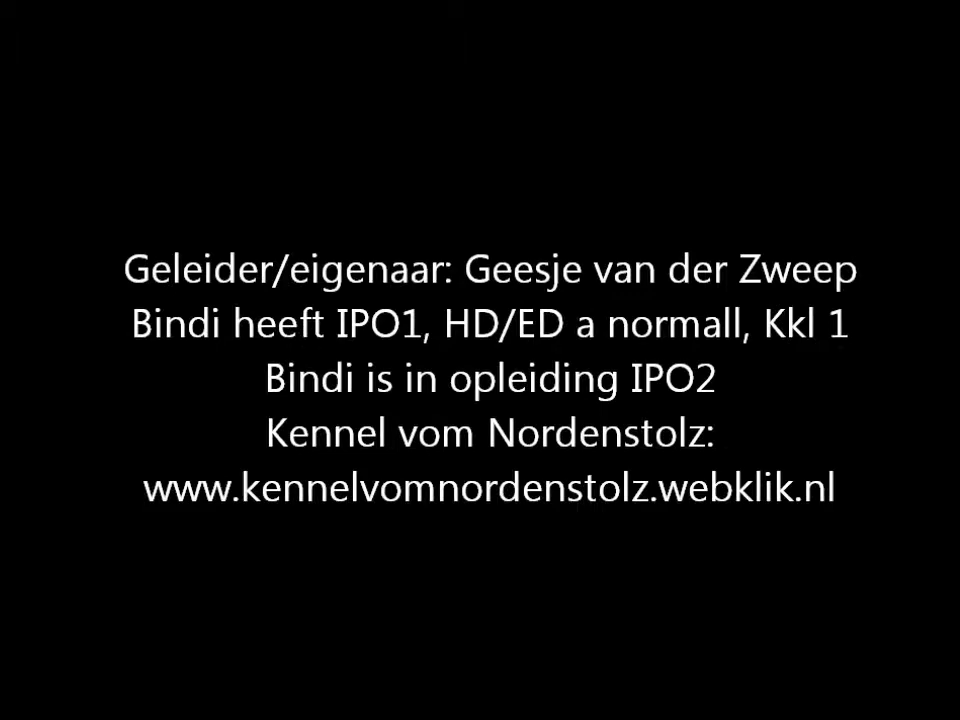 Geleider/eigenaar: Geesje van der Zweep
Bindi heeft IPO1, HD/ED a normall, Kkl 1
Bindi is in opleiding IPO2
Kennel vom Nordenstolz:
www.kennelvomnordenstolz.webklik.nl